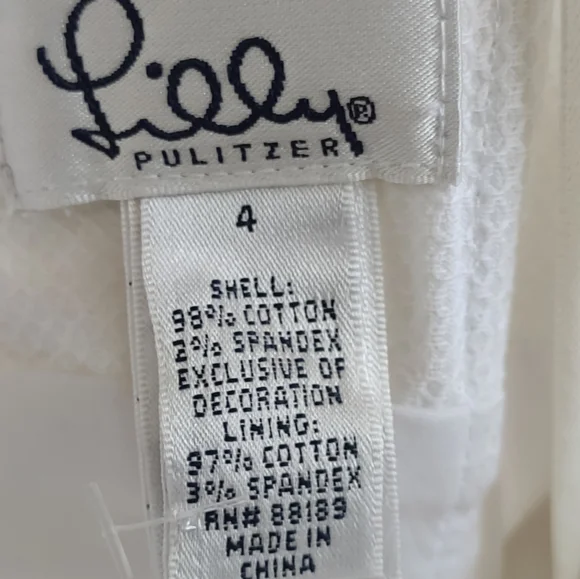 Lilly®
PULITZER
4
SHELL:
98% COTTON
2% SPANDEX
EXCLUSIVE OF
DECORATION
LINING:
97% COTTON
3% SPANDEX
RN# 88189
MADE IN
CHINA